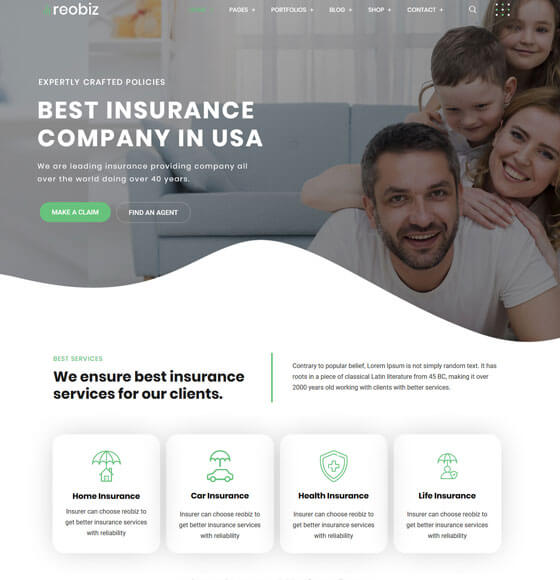 reobiz
PAGES + PORTFOLIOS + BLOG + SHOP + CONTACT +
EXPERTLY CRAFTED POLICIES
BEST INSURANCE
COMPANY IN USA
We are leading insurance providing company all
over the world doing over 40 years.
MAKE A CLAIM FIND AN AGENT
BEST SERVICES
We ensure best insurance
services for our clients.
Contrary to popular belief, Lorem Ipsum is not simply random text. It has
roots in a piece of classical Latin literature from 45 BC, making it over
2000 years old working with clients with better services.
Home Insurance
Insurer can choose reobiz to
get better insurance services
with reliability
Car Insurance
Insurer can choose reobiz to
get better insurance services
with reliability
Health Insurance
Insurer can choose reobiz to
get better insurance services
with reliability
Life Insurance
Insurer can choose reobiz to
get better insurance services
with reliability